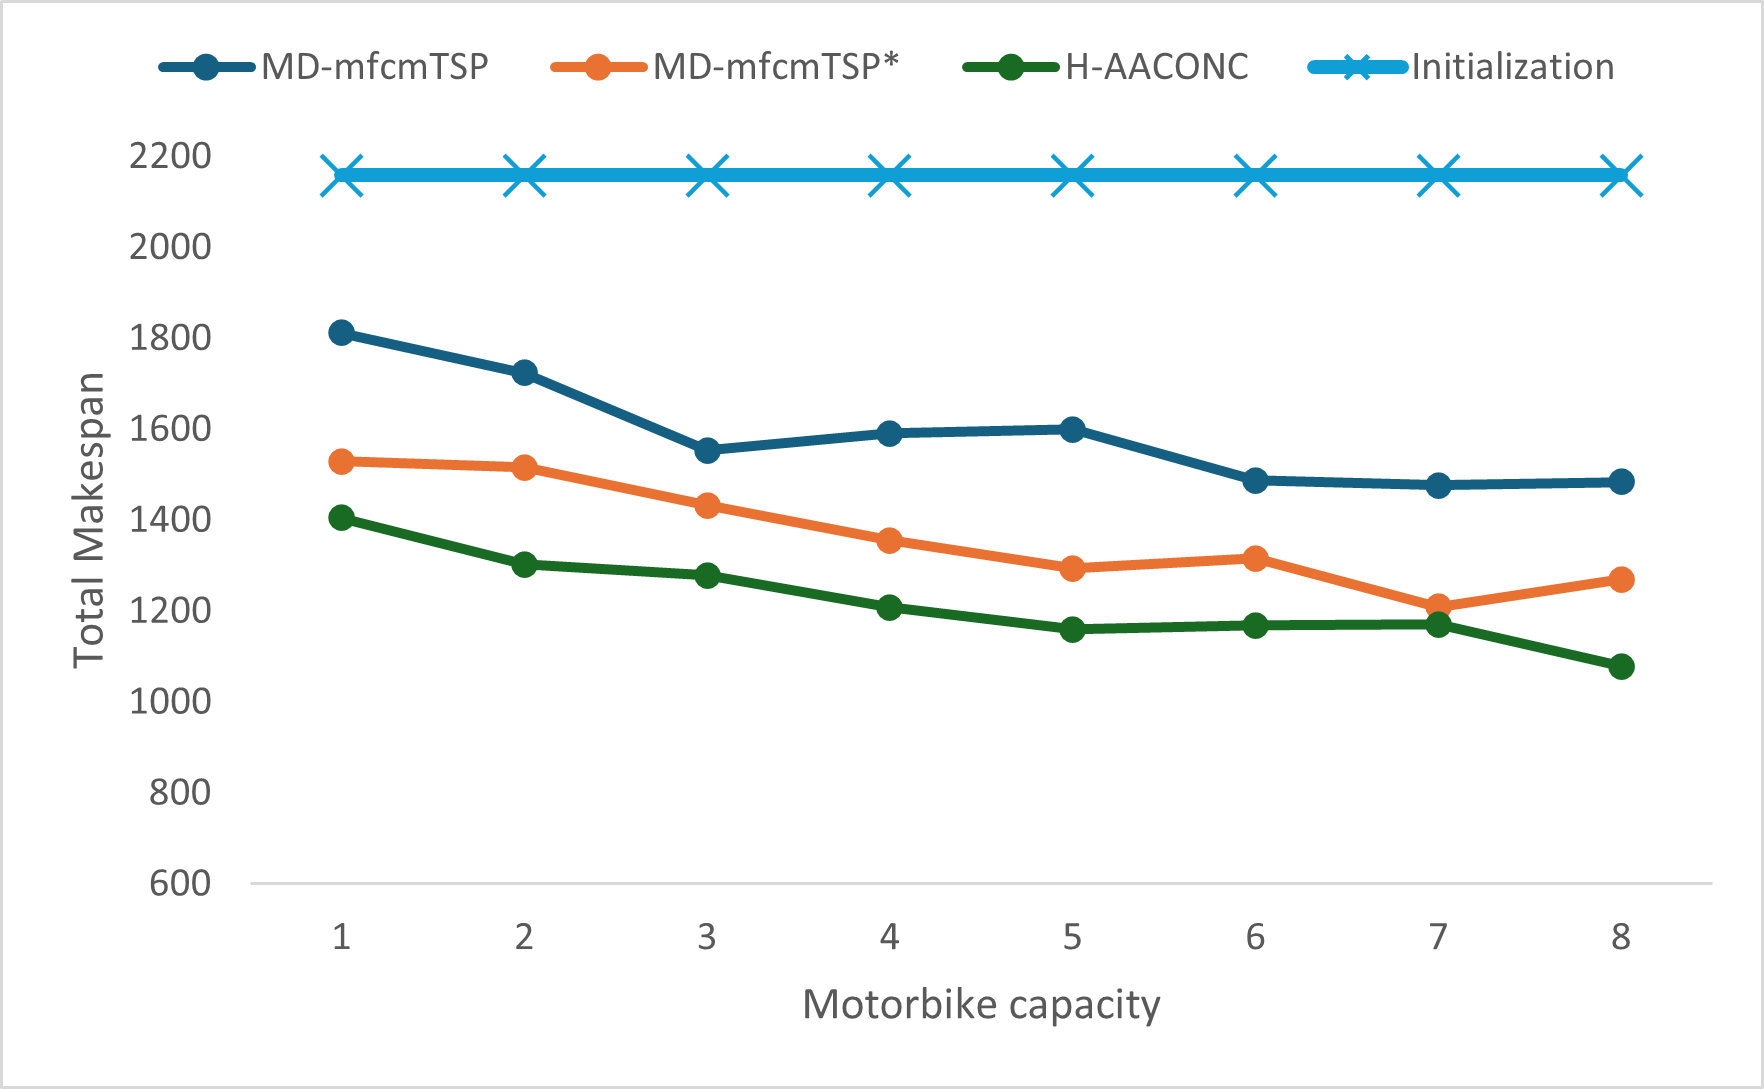 MD-mfcmTSP MD-mfcmTSP* H-AACONC Initialization
2200
2000
1800
1600
1400
1200
1000
800
600
Total Makespan
1 2 3 4 5 6 7 8
Motorbike capacity